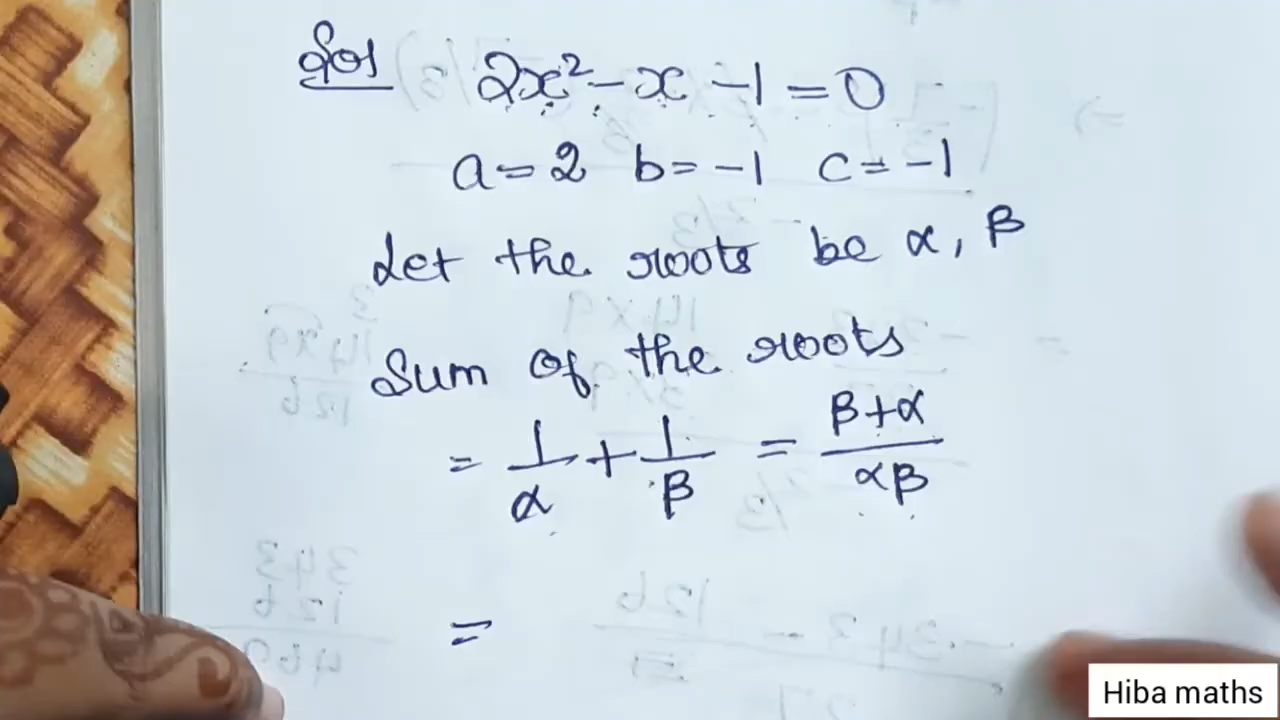 Sol 2x² - x - 1 = 0
a = 2 b = -1 c = -1
Let the roots be α, β
Sum of the roots
= 1/α + 1/β = β+α/αβ
=
Hiba maths